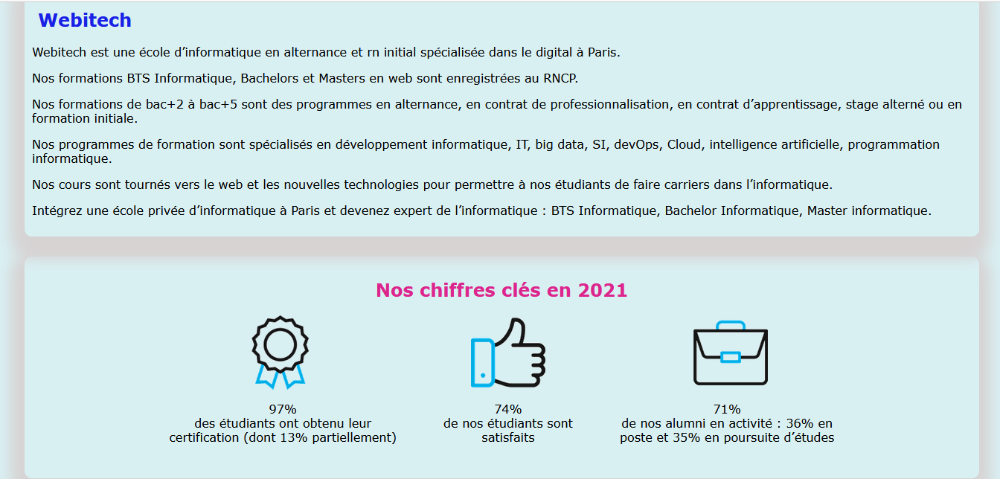 Webitech
Webitech est une école d’informatique en alternance et rn initial spécialisée dans le digital à Paris.
Nos formations BTS Informatique, Bachelors et Masters en web sont enregistrées au RNCP.
Nos formations de bac+2 à bac+5 sont des programmes en alternance, en contrat de professionnalisation, en contrat d’apprentissage, stage alterné ou en
formation initiale.
Nos programmes de formation sont spécialisés en développement informatique, IT, big data, SI, devOps, Cloud, intelligence artificielle, programmation
informatique.
Nos cours sont tournés vers le web et les nouvelles technologies pour permettre à nos étudiants de faire carriers dans l’informatique.
Intégrez une école privée d’informatique à Paris et devenez expert de l’informatique : BTS Informatique, Bachelor Informatique, Master informatique.
Nos chiffres clés en 2021
97%
des étudiants ont obtenu leur
certification (dont 13% partiellement)
74%
de nos étudiants sont
satisfaits
71%
de nos alumni en activité : 36% en
poste et 35% en poursuite d’études